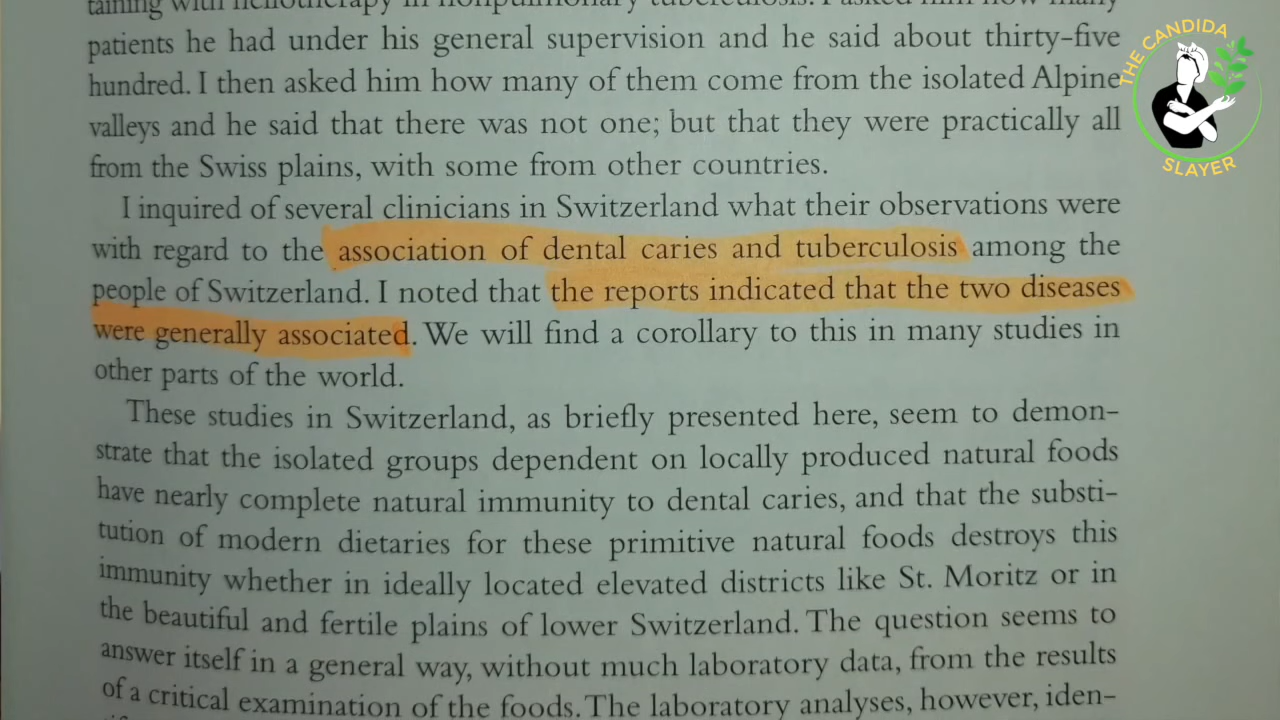 taining with heliotherapy in nonpulmonary tuberculosis. I asked him how many
patients he had under his general supervision and he said about thirty-five
hundred. I then asked him how many of them come from the isolated Alpine
valleys and he said that there was not one; but that they were practically all
from the Swiss plains, with some from other countries.
I inquired of several clinicians in Switzerland what their observations were
with regard to the association of dental caries and tuberculosis among the
people of Switzerland. I noted that the reports indicated that the two diseases
were generally associated. We will find a corollary to this in many studies in
other parts of the world.
These studies in Switzerland, as briefly presented here, seem to demon-
strate that the isolated groups dependent on locally produced natural foods
have nearly complete natural immunity to dental caries, and that the substi-
tution of modern dietaries for these primitive natural foods destroys this
immunity whether in ideally located elevated districts like St. Moritz or in
the beautiful and fertile plains of lower Switzerland. The question seems to
answer itself in a general way, without much laboratory data, from the results
of a critical examination of the foods. The laboratory analyses, however, iden-
THE CANDIDA
SLAYER